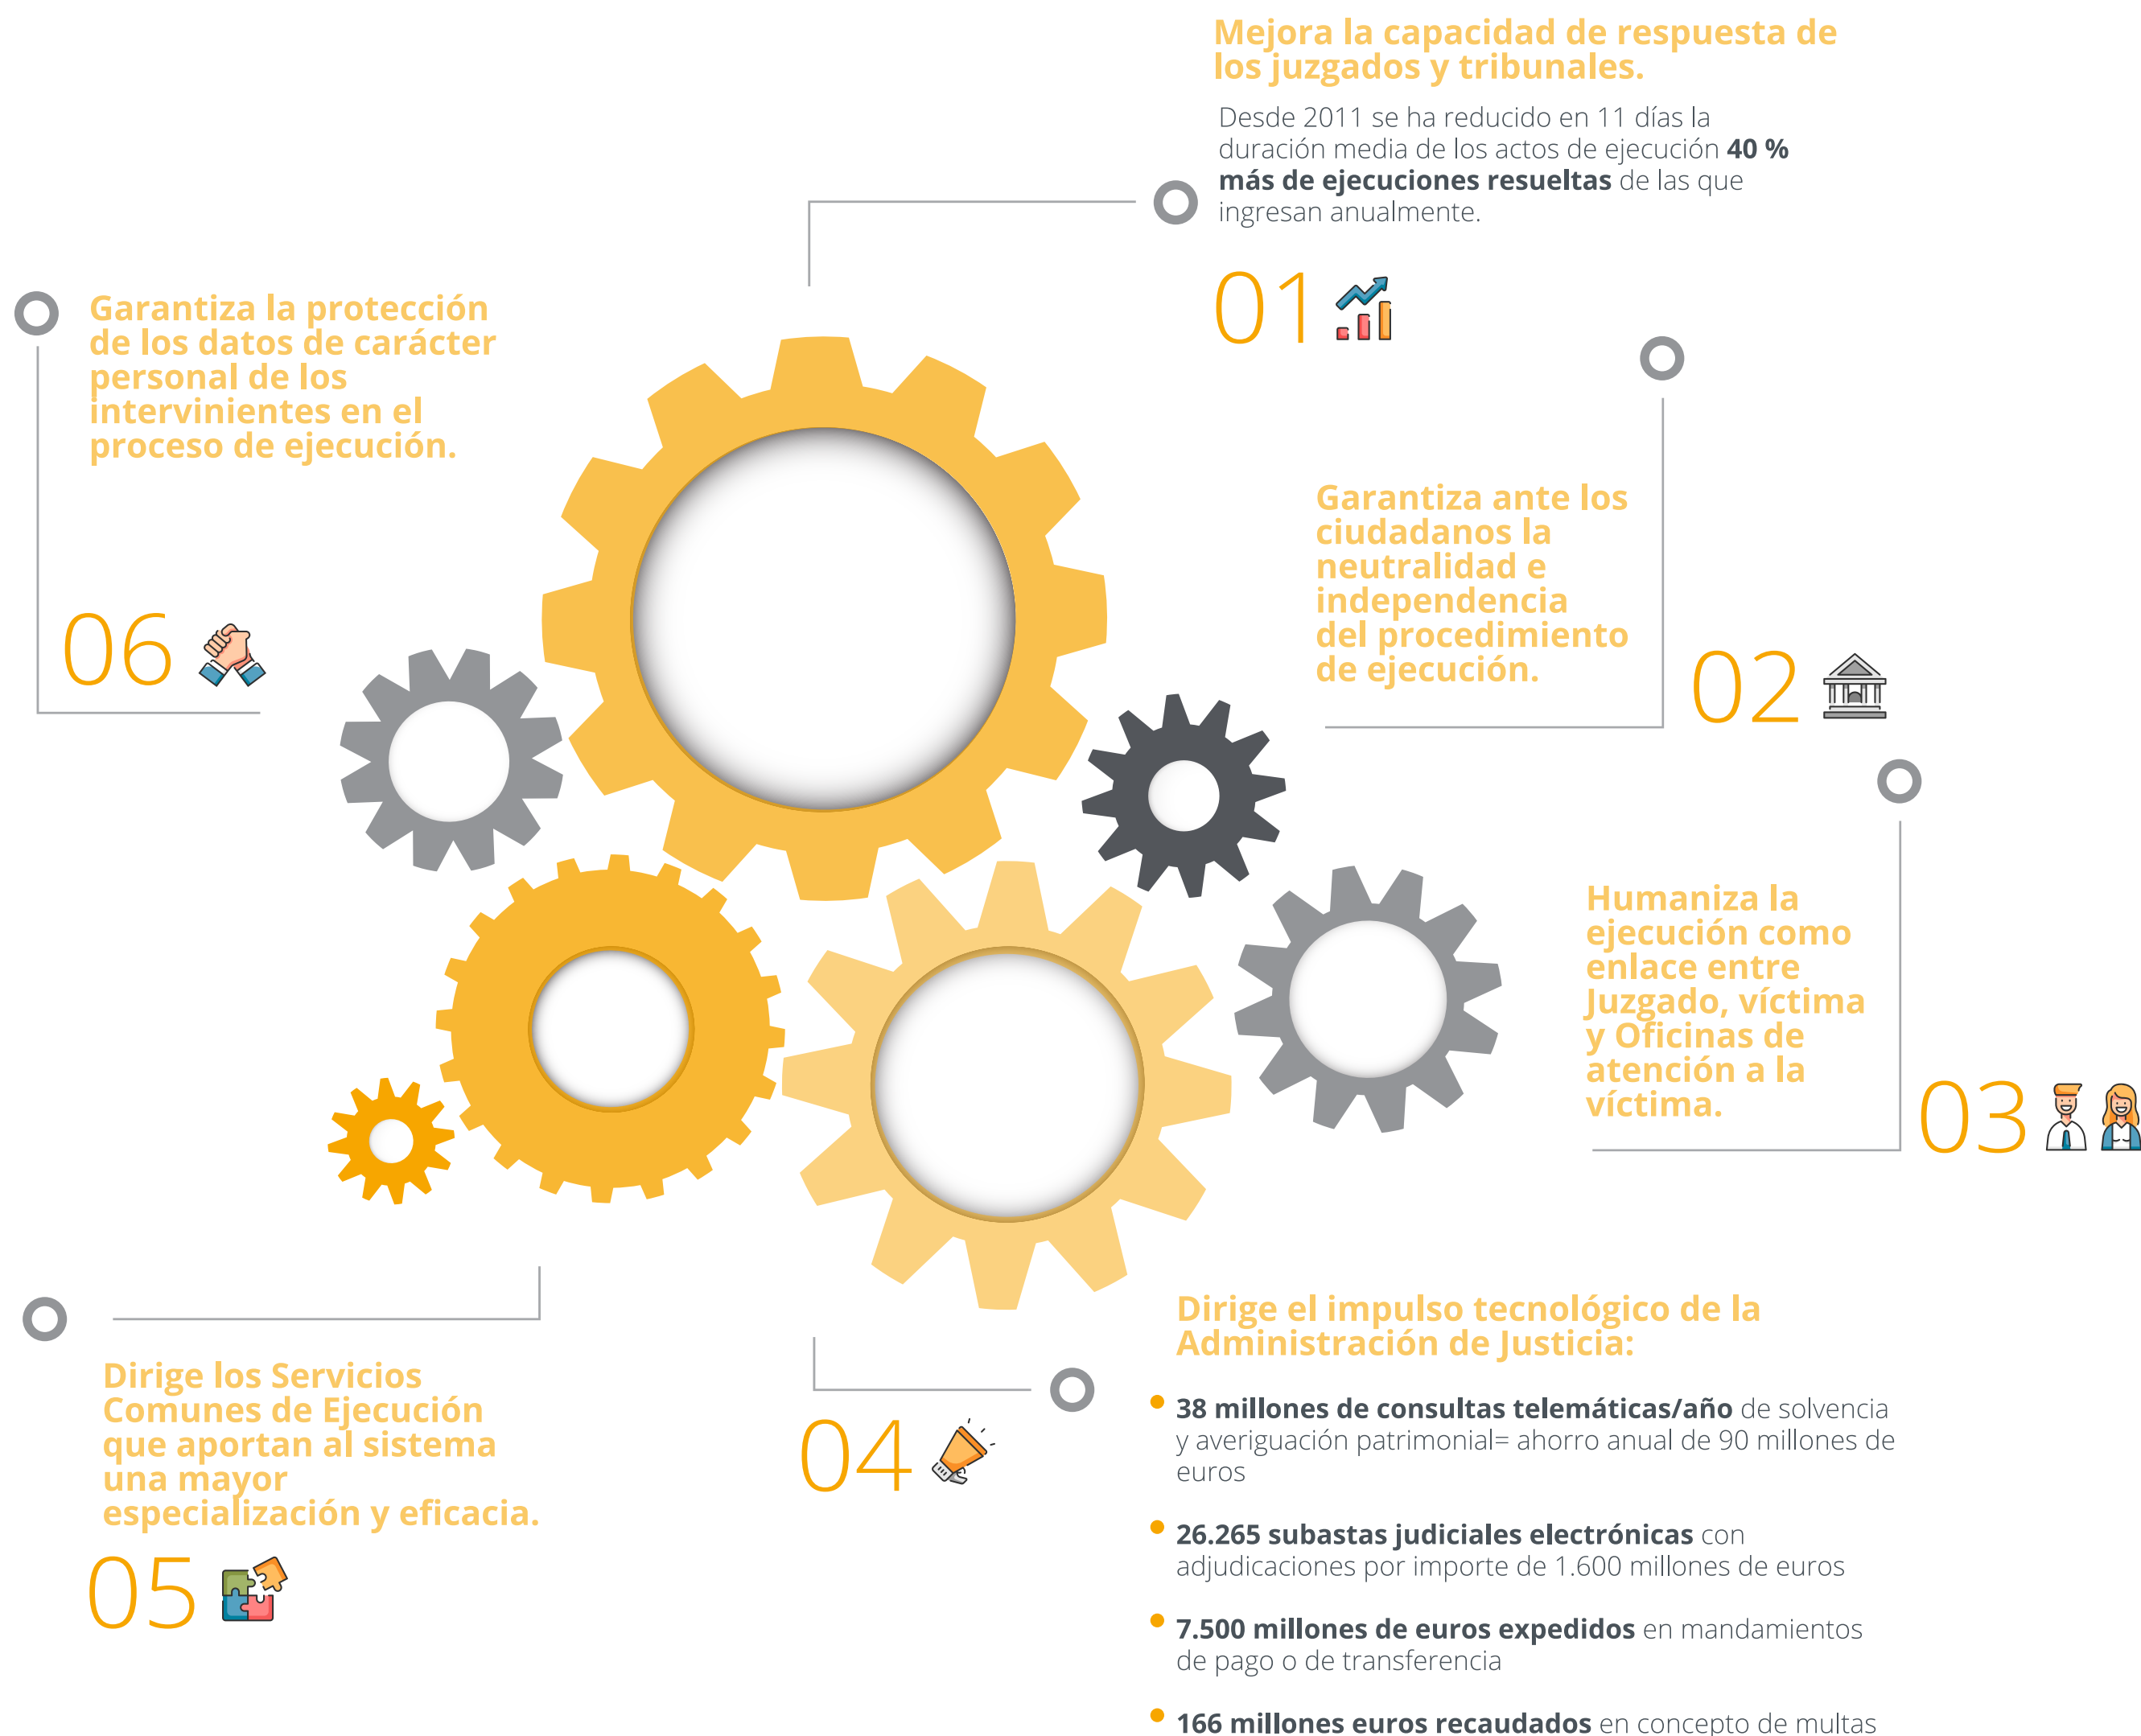 Mejora la capacidad de respuesta de
los juzgados y tribunales.
Desde 2011 se ha reducido en 11 días la
duración media de los actos de ejecución 40 %
más de ejecuciones resueltas de las que
ingresan anualmente.
01
Garantiza ante los
ciudadanos la
neutralidad e
independencia
del procedimiento
de ejecución.
02
Humaniza la
ejecución como
enlace entre
Juzgado, víctima
y Oficinas de
atención a la
víctima.
03
Dirige el impulso tecnológico de la
Administración de Justicia:
38 millones de consultas telemáticas/año de solvencia
y averiguación patrimonial= ahorro anual de 90 millones de
euros
26.265 subastas judiciales electrónicas con
adjudicaciones por importe de 1.600 millones de euros
7.500 millones de euros expedidos en mandamientos
de pago o de transferencia
166 millones euros recaudados en concepto de multas
04
Dirige los Servicios
Comunes de Ejecución
que aportan al sistema
una mayor
especialización y eficacia.
05
Garantiza la protección
de los datos de carácter
personal de los
intervinientes en el
proceso de ejecución.
06